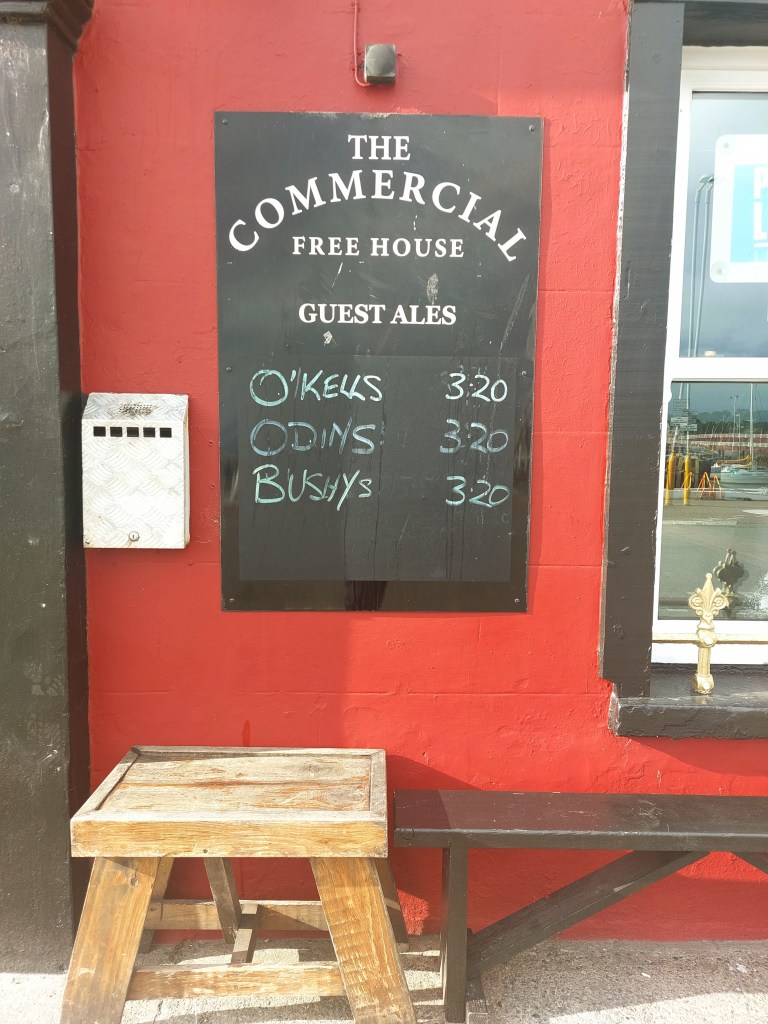 THE
COMMERCIAL
FREE HOUSE
GUEST ALES
O'KELLS 3.20
ODINS 3.20
BUSHYs 3.20